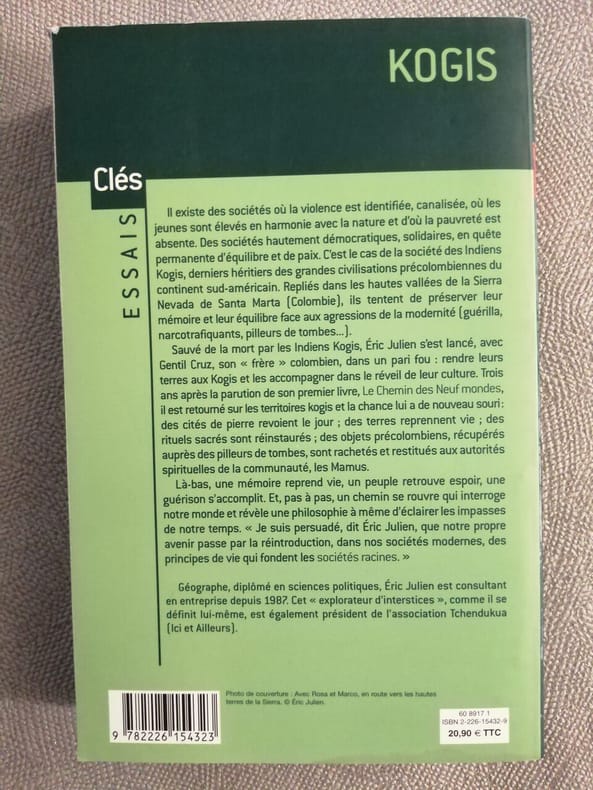 KOGIS
Clés
ESSAIS
Il existe des sociétés où la violence est identifiée, canalisée, où les
jeunes sont élevés en harmonie avec la nature et d'où la pauvreté est
absente. Des sociétés hautement démocratiques, solidaires, en quête
permanente d'équilibre et de paix. C'est le cas de la société des Indiens
Kogis, derniers héritiers des grandes civilisations précolombiennes du
continent sud-américain. Repliés dans les hautes vallées de la Sierra
Nevada de Santa Marta (Colombie), ils tentent de préserver leur
mémoire et leur équilibre face aux agressions de la modernité (guérilla,
narcotrafiquants, pilleurs de tombes...).
Sauvé de la mort par les Indiens Kogis, Éric Julien s'est lancé, avec
Gentil Cruz, son « frère » colombien, dans un pari fou : rendre leurs
terres aux Kogis et les accompagner dans le réveil de leur culture. Trois
ans après la parution de son premier livre, Le Chemin des Neuf mondes,
il est retourné sur les territoires kogis et la chance lui a de nouveau souri :
des cités de pierre revoient le jour ; des terres reprennent vie ; des
rituels sacrés sont réinstaurés ; des objets précolombiens, récupérés
auprès des pilleurs de tombes, sont rachetés et restitués aux autorités
spirituelles de la communauté, les Mamus.
Là-bas, une mémoire reprend vie, un peuple retrouve espoir, une
guérison s'accomplit. Et, pas à pas, un chemin se rouvre qui interroge
notre monde et révèle une philosophie à même d'éclairer les impasses
de notre temps. « Je suis persuadé, dit Éric Julien, que notre propre
avenir passe par la réintroduction, dans nos sociétés modernes, des
principes de vie qui fondent les sociétés racines. »
Géographe, diplômé en sciences politiques, Éric Julien est consultant
en entreprise depuis 1987. Cet « explorateur d'interstices », comme il se
définit lui-même, est également président de l'association Tchendukua
(Ici et Ailleurs).
Photo de couverture : Avec Rosa et Marco, en route vers les hautes
terres de la Sierra. © Éric Julien.
9 782226 154323
60 8917 1
ISBN 2-226-15432-9
20,90 € TTC